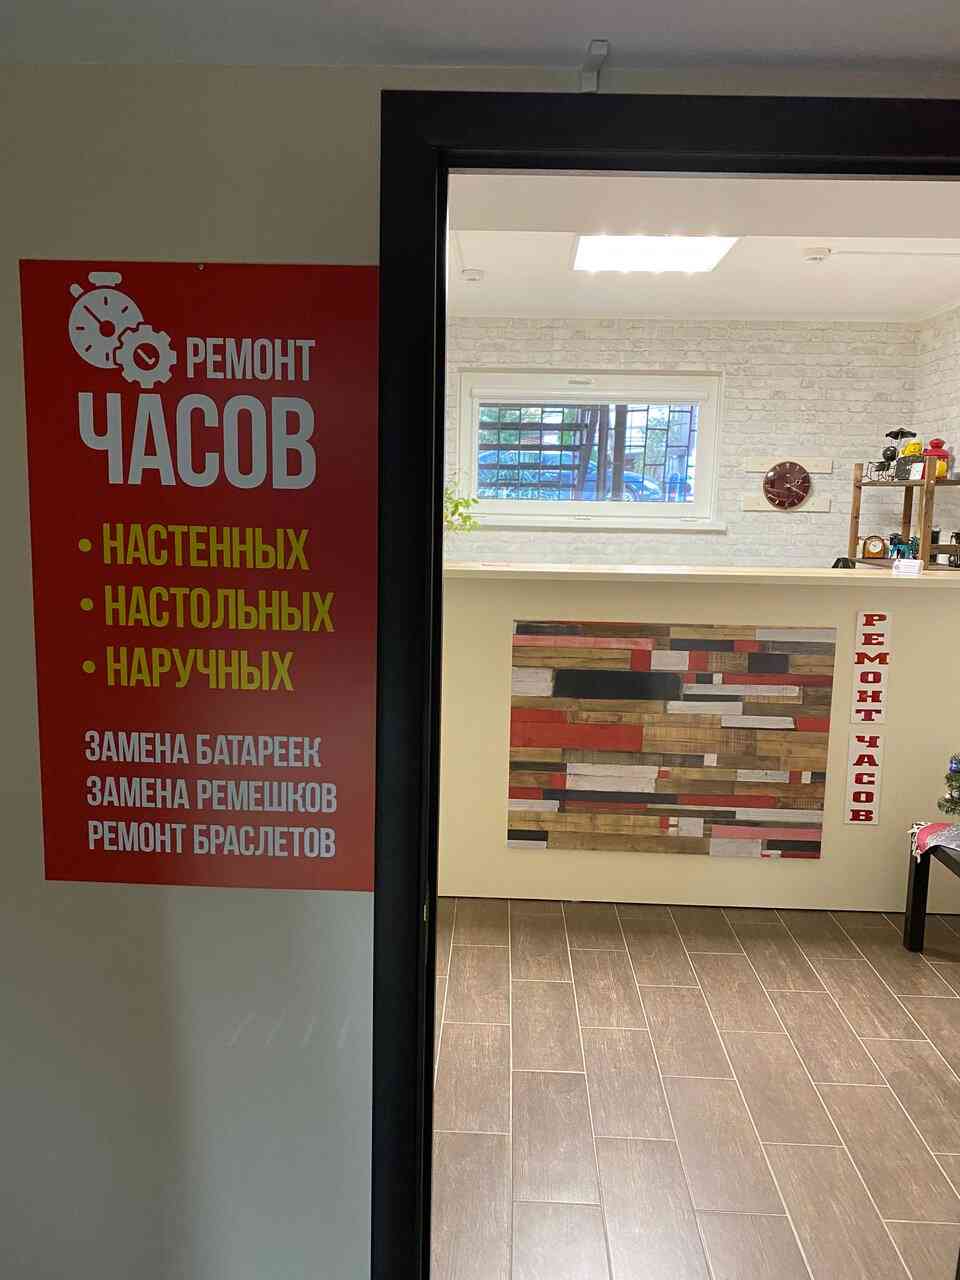 РЕМОНТ
ЧАСОВ
• НАСТЕННЫХ
• НАСТОЛЬНЫХ
• НАРУЧНЫХ
ЗАМЕНА БАТАРЕЕК
ЗАМЕНА РЕМЕШКОВ
РЕМОНТ БРАСЛЕТОВ
РЕМОНТ ЧАСОВ